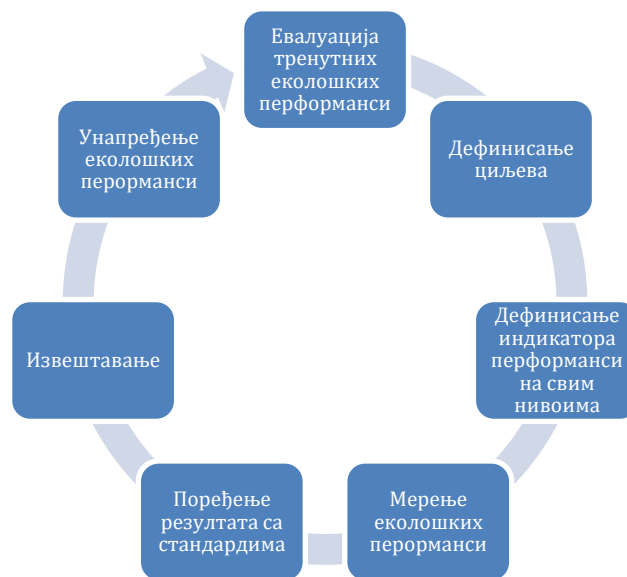 Евалуација
тренутних
еколошких
перформанси
Дефинисање
циљева
Дефинисање
индикатора
перформанси
на свим
нивоима
Мерење
еколошких
перорманси
Поређење
резултата са
стандардима
Извештавање
Унапређење
еколошких
перорманси